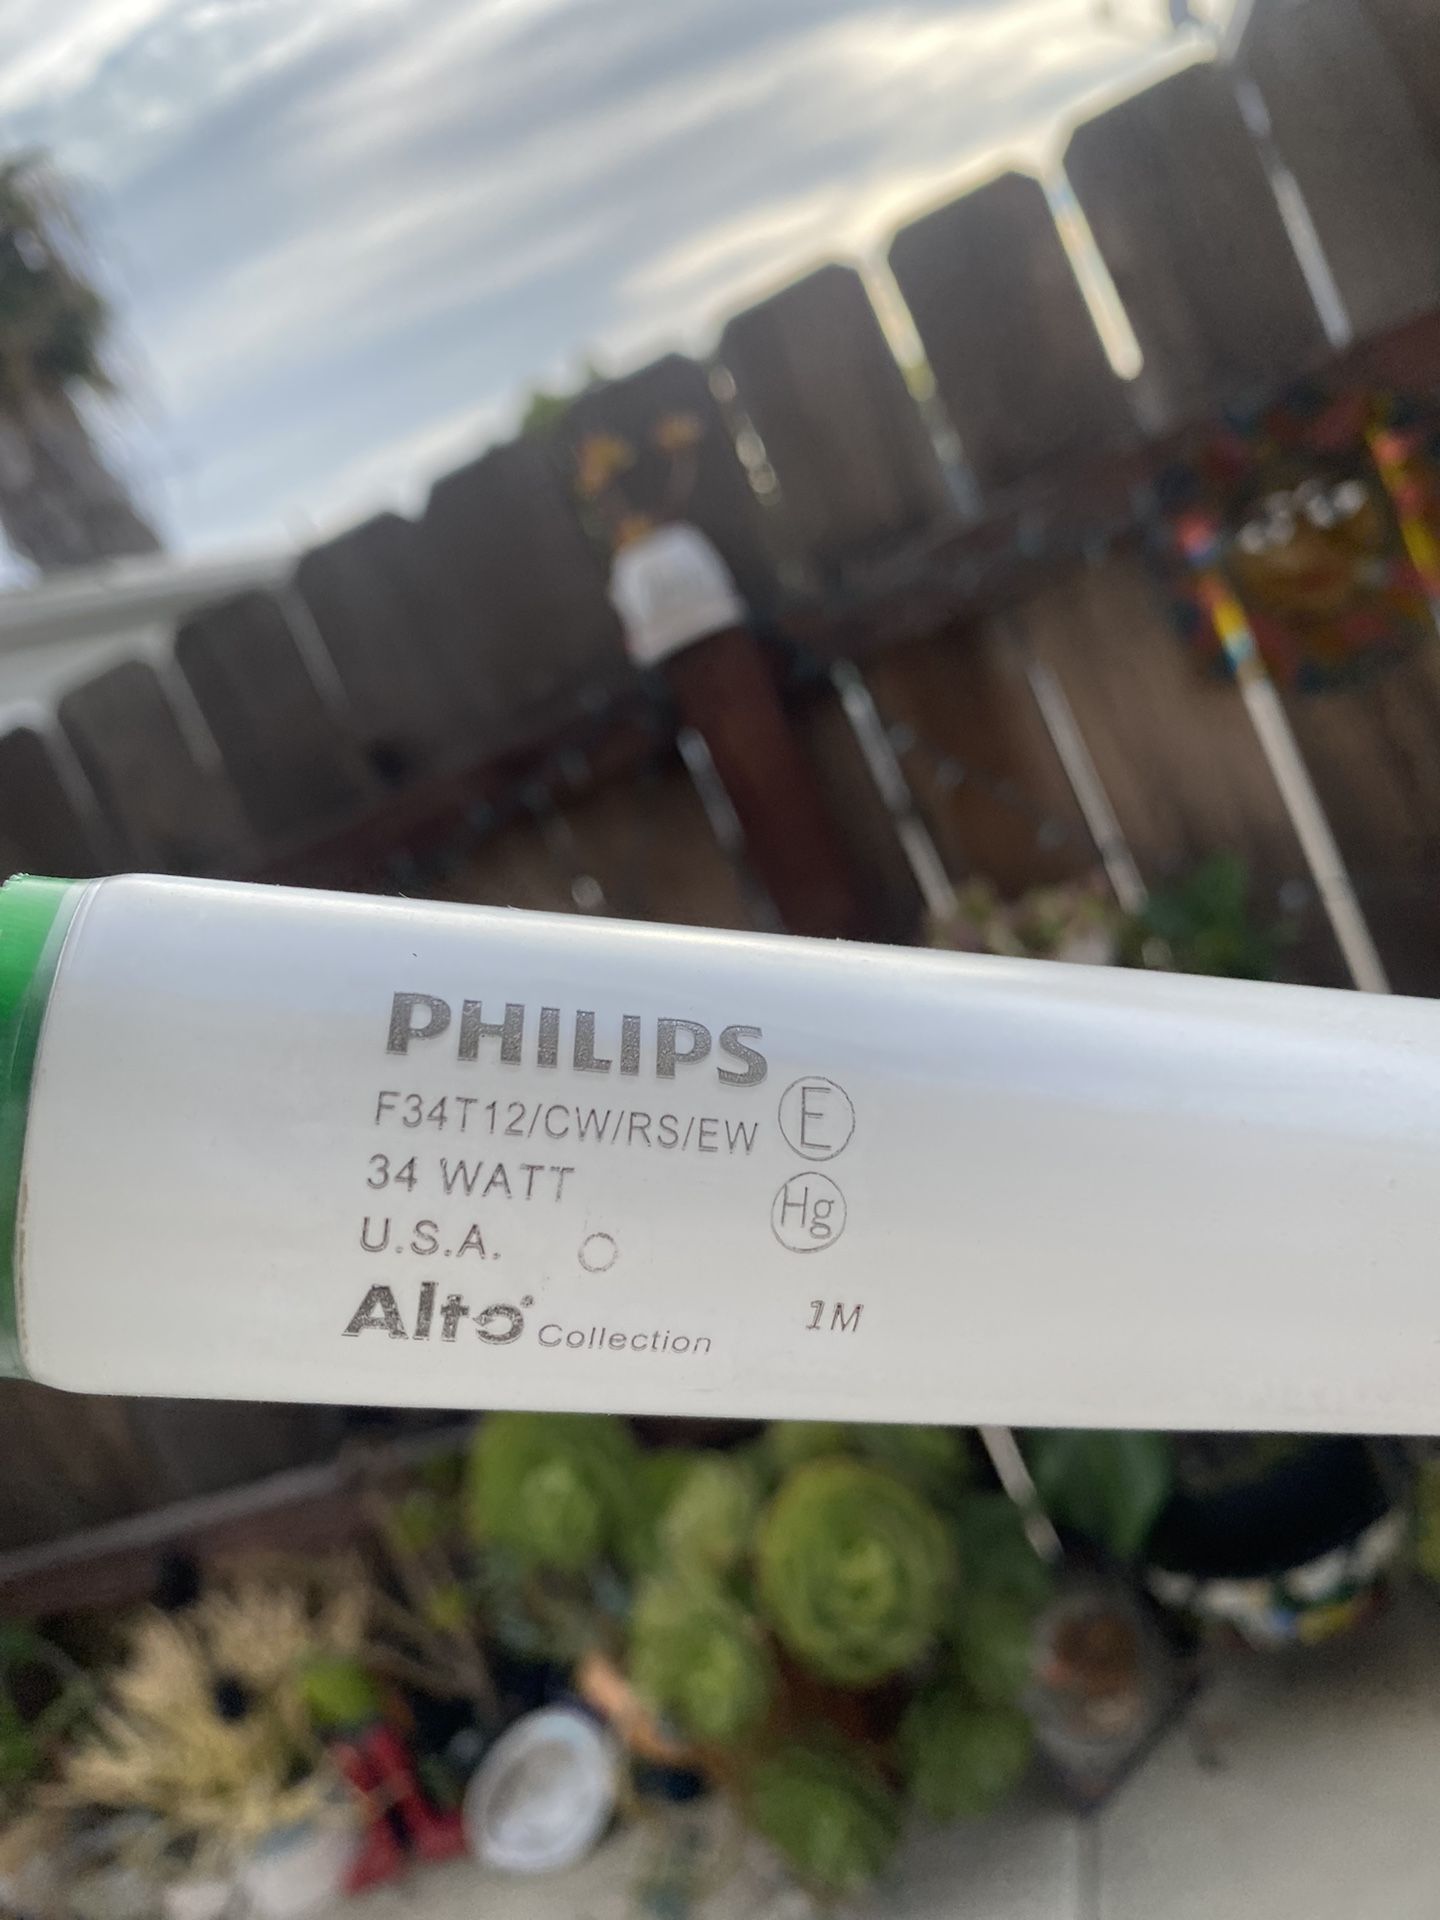 PHILIPS
F34T12/CW/RS/EW E
34 WATT Hg
U.S.A.
Alto Collection 1M